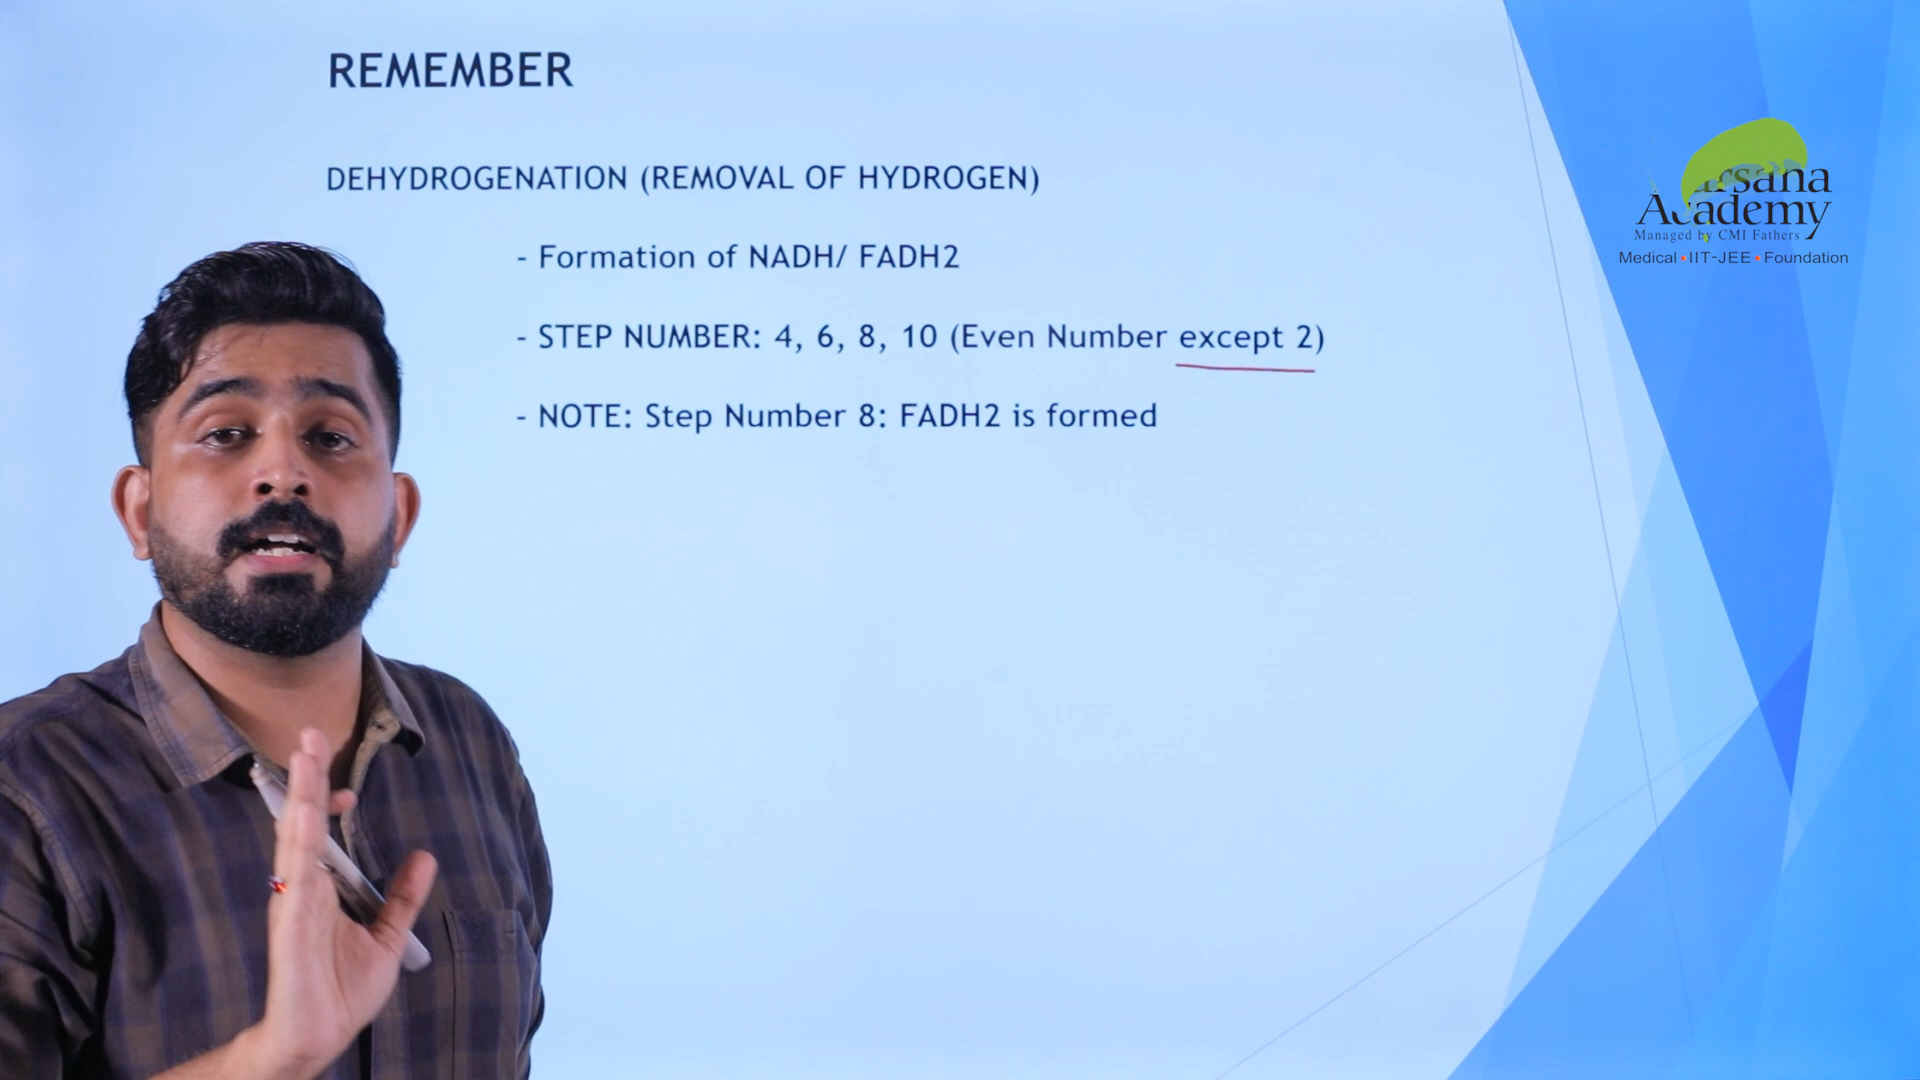 REMEMBER
DEHYDROGENATION (REMOVAL OF HYDROGEN)
- Formation of NADH/ FADH2
- STEP NUMBER: 4, 6, 8, 10 (Even Number except 2)
- NOTE: Step Number 8: FADH2 is formed
Academy
Managed by CMI Fathers
Medical • IIT-JEE • Foundation